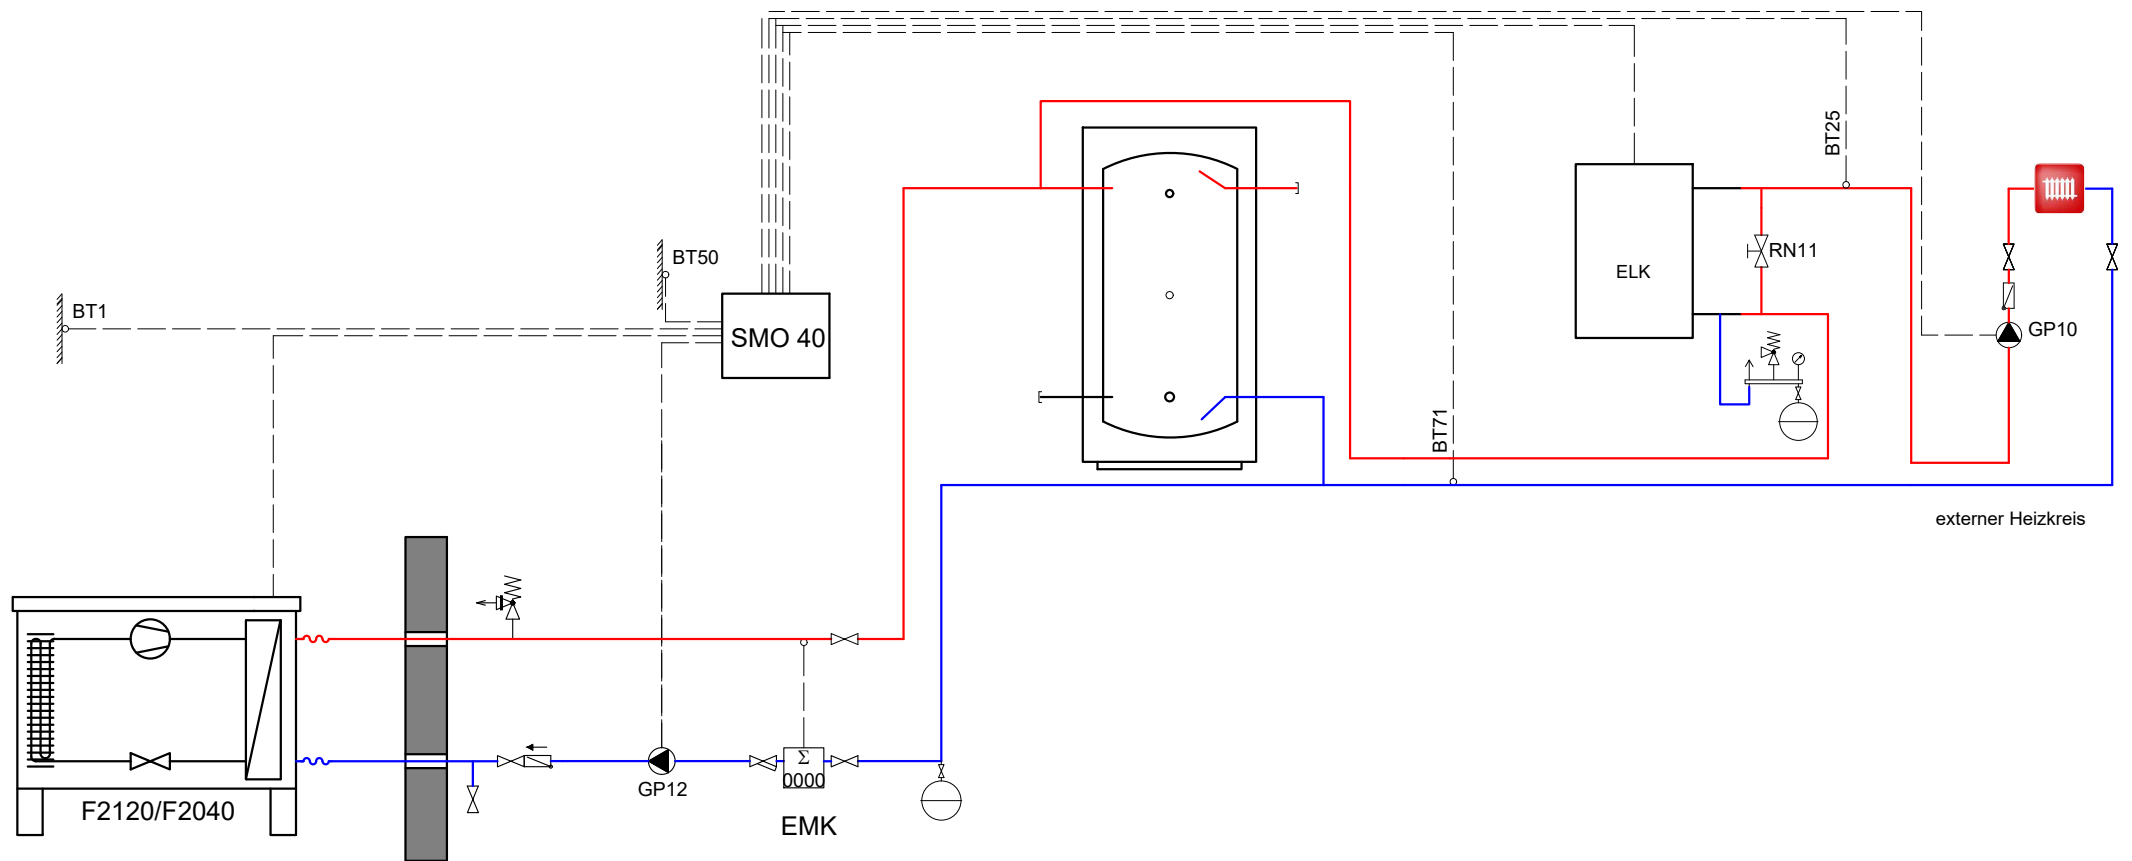 BT25
BT50
RN11
ELK
BT1
SMO 40
GP10
BT71
externer Heizkreis
Σ
0000
GP12
F2120/F2040
EMK